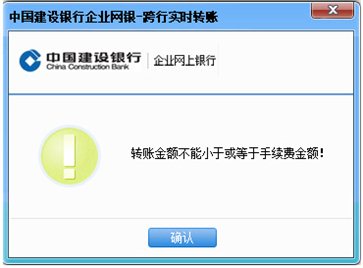 中国建设银行企业网银-跨行实时转账
中国建设银行 企业网上银行
China Construction Bank
转账金额不能小于或等于手续费金额!
确认